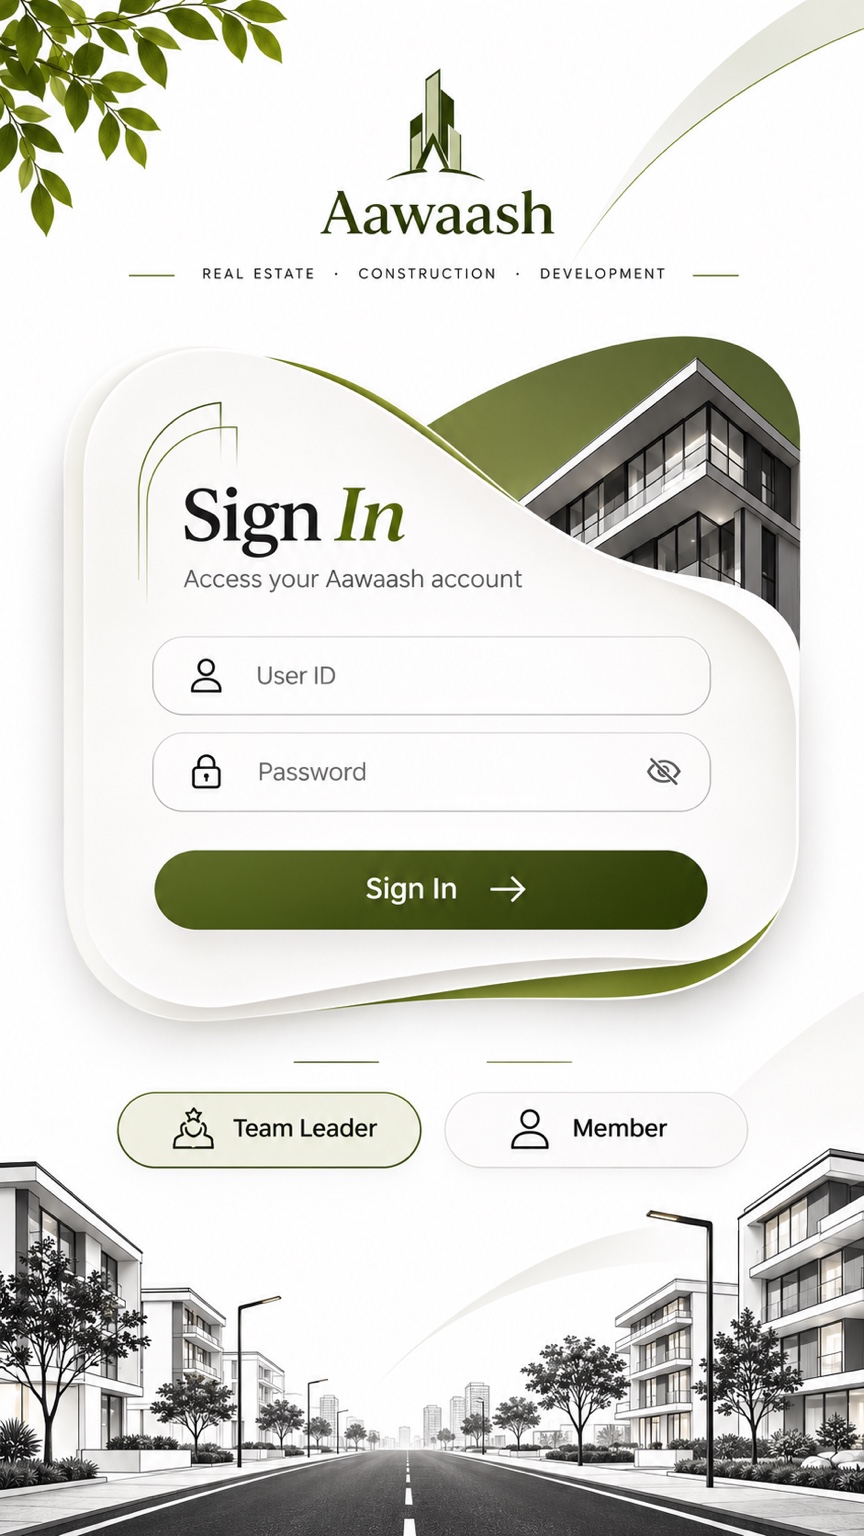 Aawaash
REAL ESTATE · CONSTRUCTION · DEVELOPMENT
Sign In
Access your Aawaash account
User ID
Password
Sign In
Team Leader
Member